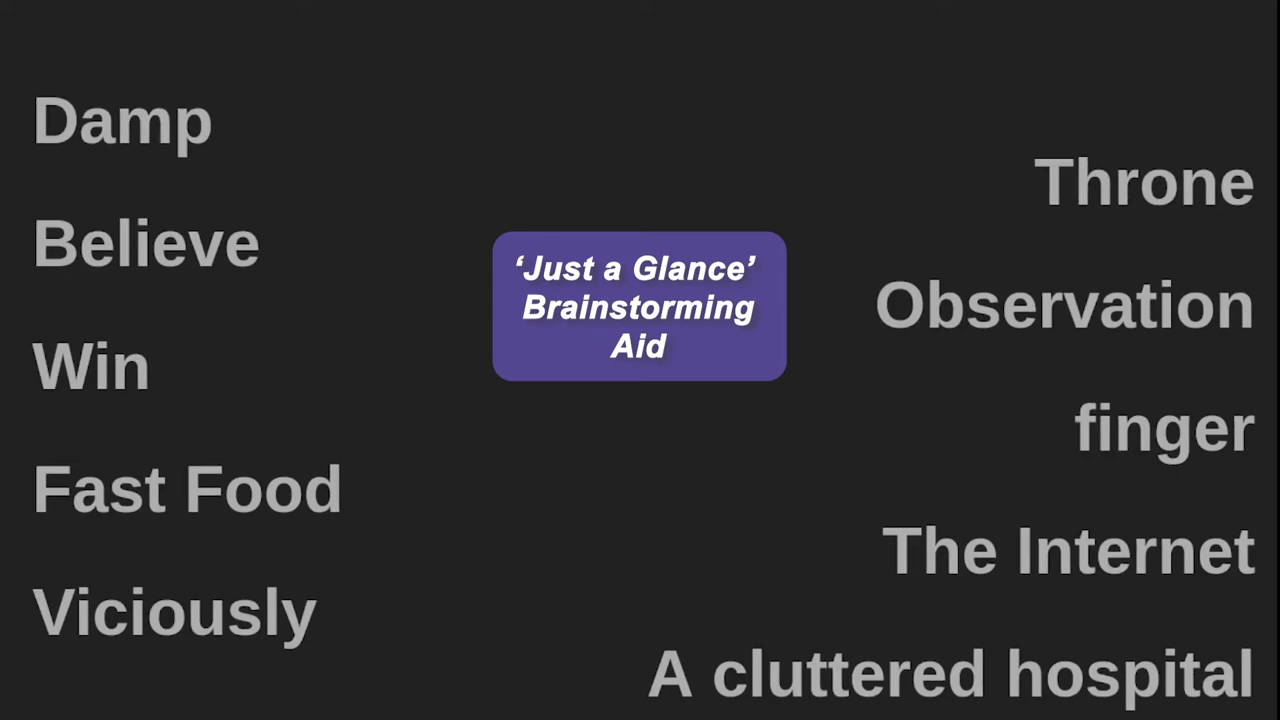 Damp
Believe
Win
Fast Food
Viciously
‘Just a Glance’
Brainstorming
Aid
Throne
Observation
finger
The Internet
A cluttered hospital